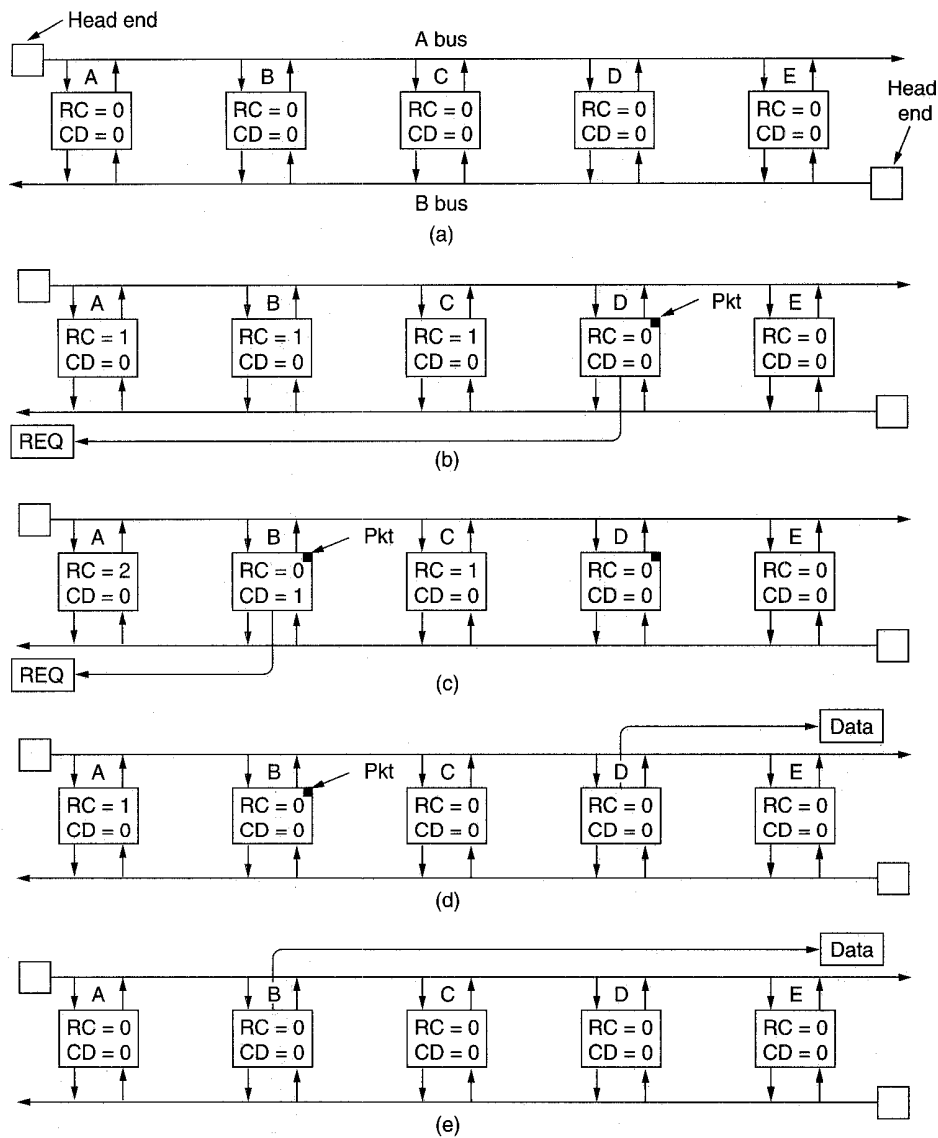 Head end
A bus
A B C D E
Head
end
RC = 0 RC = 0 RC = 0 RC = 0 RC = 0
CD = 0 CD = 0 CD = 0 CD = 0 CD = 0
B bus
(a)
A B C D Pkt E
RC = 1 RC = 1 RC = 1 RC = 0 RC = 0
CD = 0 CD = 0 CD = 0 CD = 0 CD = 0
REQ
(b)
A B Pkt C D E
RC = 2 RC = 0 RC = 1 RC = 0 RC = 0
CD = 0 CD = 1 CD = 0 CD = 0 CD = 0
REQ
(c)
Data
A B Pkt C D E
RC = 1 RC = 0 RC = 0 RC = 0 RC = 0
CD = 0 CD = 0 CD = 0 CD = 0 CD = 0
(d)
Data
A B C D E
RC = 0 RC = 0 RC = 0 RC = 0 RC = 0
CD = 0 CD = 0 CD = 0 CD = 0 CD = 0
(e)